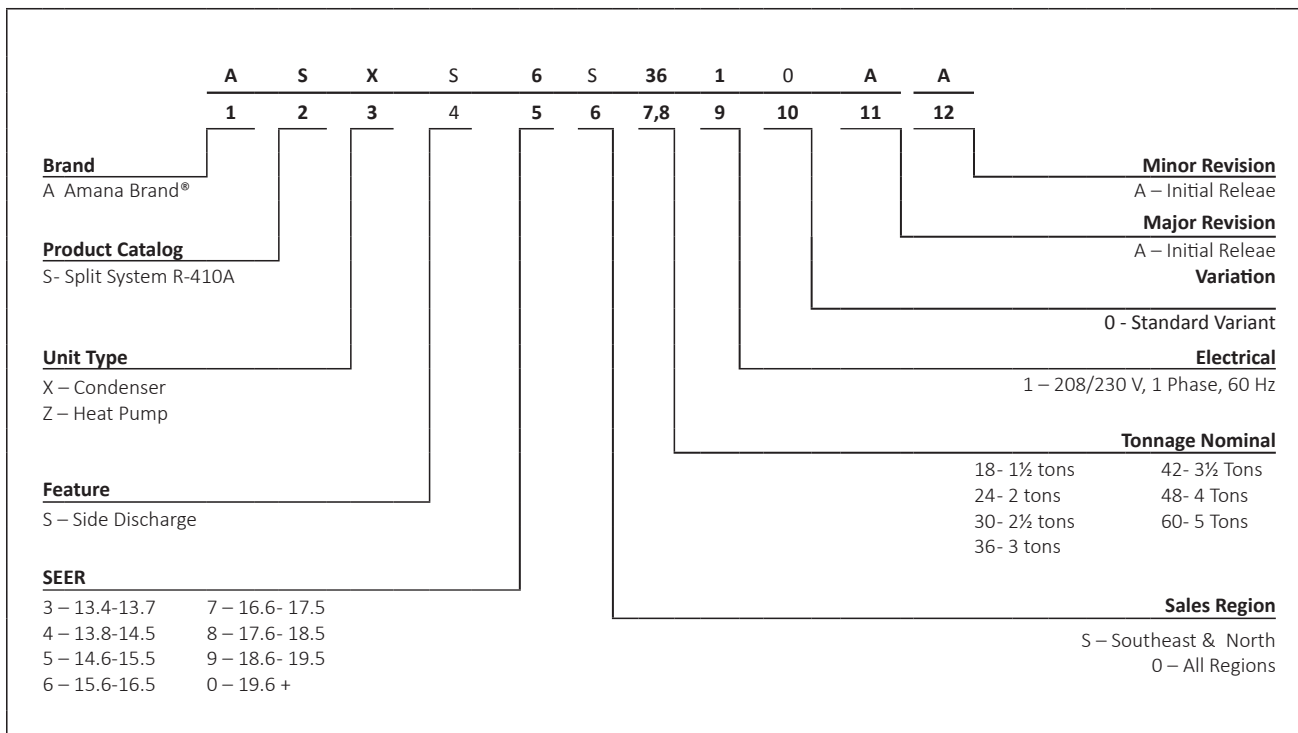 A S X S 6 S 36 1 0 A A
1 2 3 4 5 6 7,8 9 10 11 12
Brand
A Amana Brand®
Product Catalog
S- Split System R-410A
Unit Type
X – Condenser
Z – Heat Pump
Feature
S – Side Discharge
SEER
3 – 13.4-13.7 7 – 16.6- 17.5
4 – 13.8-14.5 8 – 17.6- 18.5
5 – 14.6-15.5 9 – 18.6- 19.5
6 – 15.6-16.5 0 – 19.6 +
Minor Revision
A – Initial Releae
Major Revision
A – Initial Releae
Variation
0 - Standard Variant
Electrical
1 – 208/230 V, 1 Phase, 60 Hz
Tonnage Nominal
18- 1½ tons 42- 3½ Tons
24- 2 tons 48- 4 Tons
30- 2½ tons 60- 5 Tons
36- 3 tons
Sales Region
S – Southeast & North
0 – All Regions